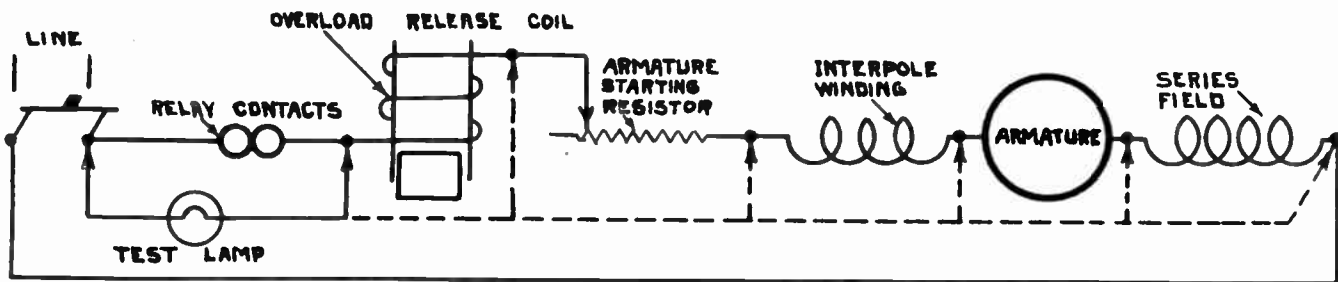 LINE
OVERLOAD RELEASE COIL
RELAY CONTACTS
ARMATURE
STARTING
RESISTOR
INTERPOLE
WINDING
ARMATURE
SERIES
FIELD
TEST LAMP